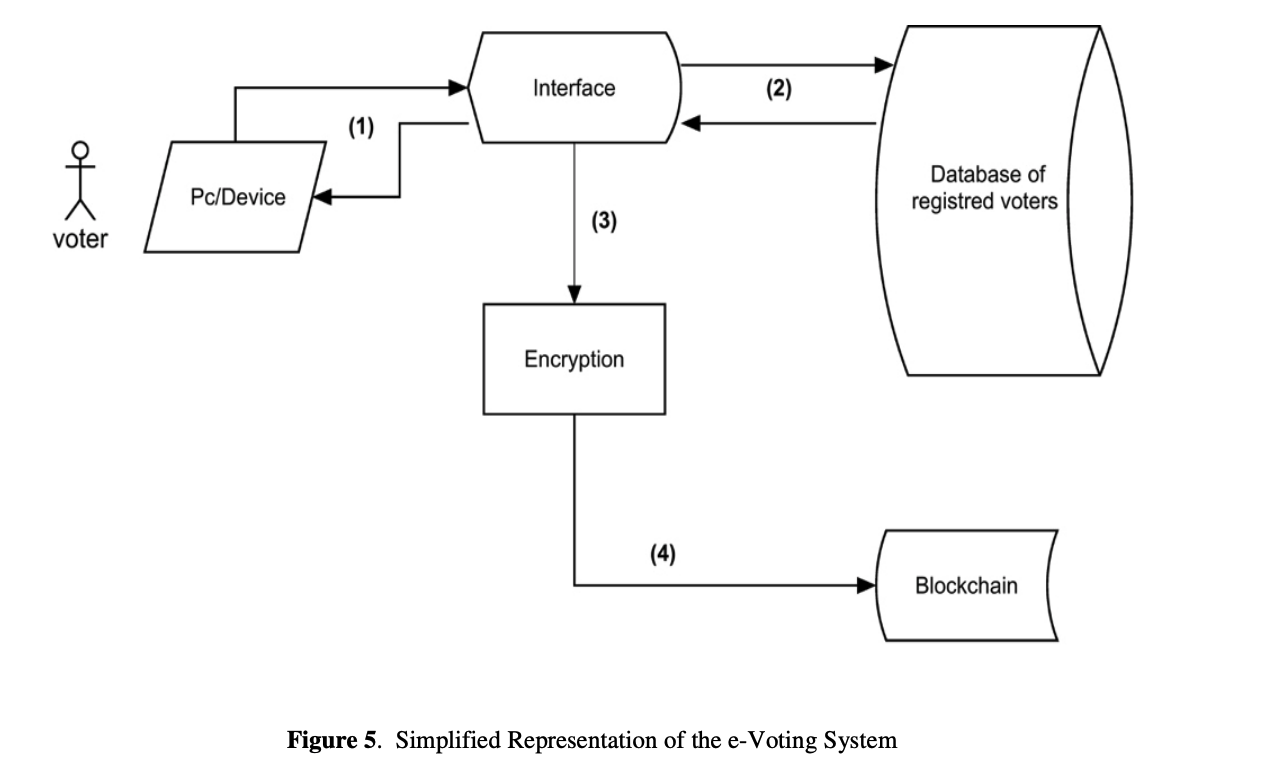 Interface
(2)
(1)
Pc/Device
Database of
registred voters
voter
(3)
Encryption
(4)
Blockchain
Figure 5. Simplified Representation of the e-Voting System